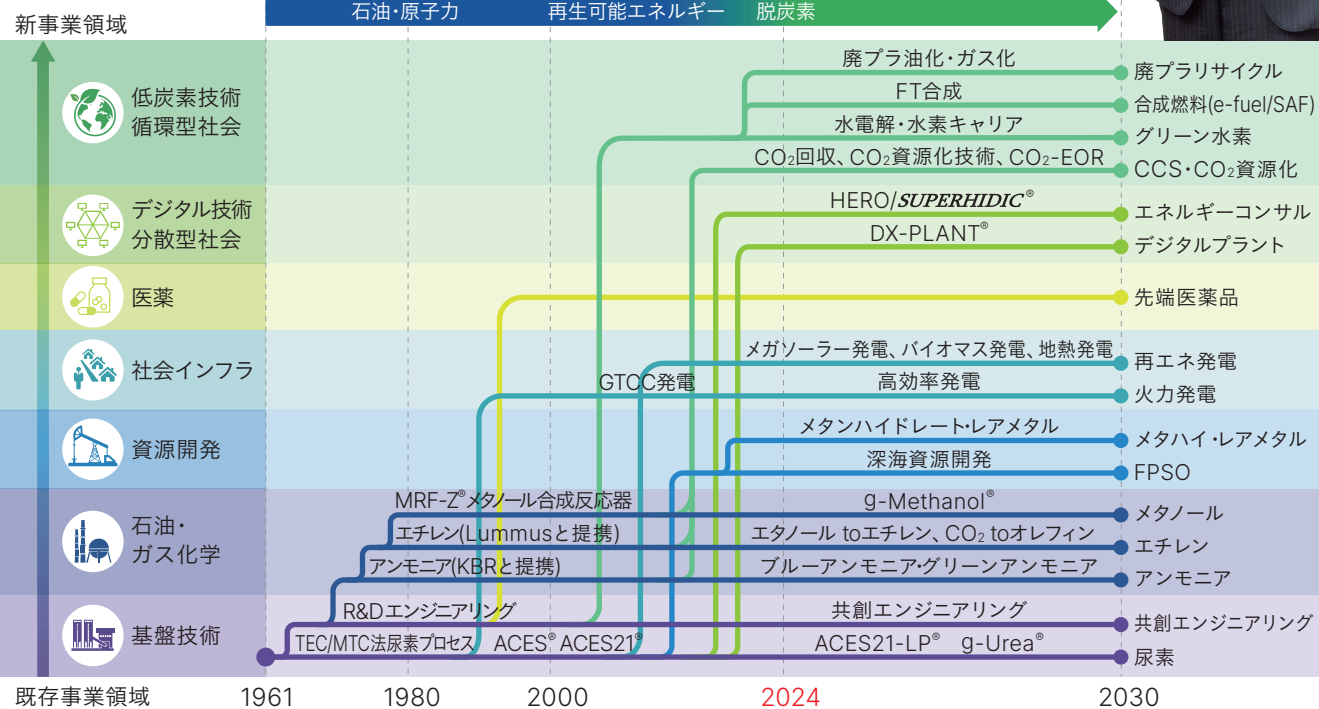 石油・原子力
再生可能エネルギー
脱炭素
新事業領域
低炭素技術
循環型社会
廃プラ油化・ガス化
廃プラリサイクル
FT合成
合成燃料(e-fuel/SAF)
水電解・水素キャリア
グリーン水素
CO₂回収、CO₂資源化技術、CO₂-EOR
CCS・CO₂資源化
デジタル技術
分散型社会
HERO/SUPERHIDIC®
エネルギーコンサル
DX-PLANT®
デジタルプラント
医薬
先端医薬品
社会インフラ
メガソーラー発電、バイオマス発電、地熱発電
再エネ発電
GTCC発電
高効率発電
火力発電
資源開発
メタンハイドレート・レアメタル
メタハイ・レアメタル
深海資源開発
FPSO
石油・
ガス化学
MRF-Z®メタノール合成反応器
g-Methanol®
メタノール
エチレン(Lummusと提携)
エタノール toエチレン、CO₂ toオレフィン
エチレン
アンモニア(KBRと提携)
ブルーアンモニア・グリーンアンモニア
アンモニア
基盤技術
R&Dエンジニアリング
共創エンジニアリング
共創エンジニアリング
TEC/MTC法尿素プロセス
ACES® ACES21®
ACES21-LP®
g-Urea®
尿素
既存事業領域
1961
1980
2000
2024
2030